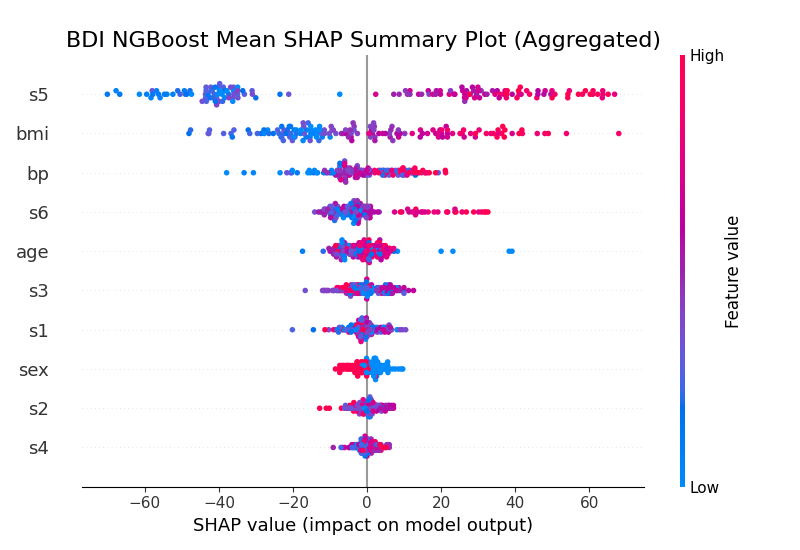 BDI NGBoost Mean SHAP Summary Plot (Aggregated)
High
s5
bmi
bp
s6
age
s3
s1
sex
s2
s4
Feature value
Low
−60 −40 −20 0 20 40 60
SHAP value (impact on model output)